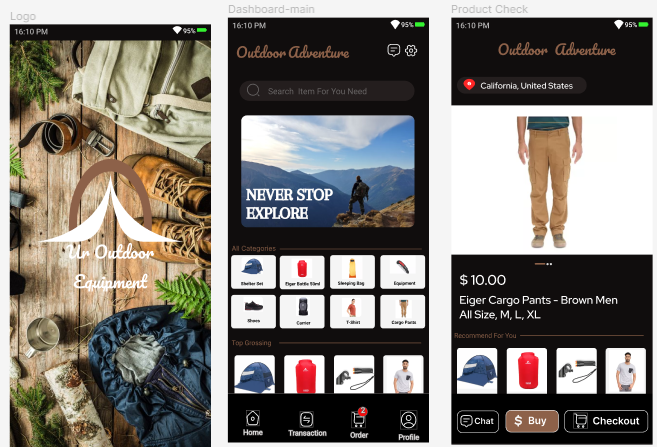 Logo
16:10 PM 95%
Ur Outdoor
Equipment
Dashboard-main
16:10 PM 95%
Outdoor Adventure
Search Item For You Need
NEVER STOP
EXPLORE
All Categories
Shelter Set Eiger Bottle 50ml Sleeping Bag Equipment
Shoes Carrier T-Shirt Cargo Pants
Top Grossing
2
Home Transaction Order Profile
Product Check
16:10 PM 95%
Outdoor Adventure
California, United States
$ 10.00
Eiger Cargo Pants - Brown Men
All Size, M, L, XL
Recommend For You
Chat $ Buy Checkout